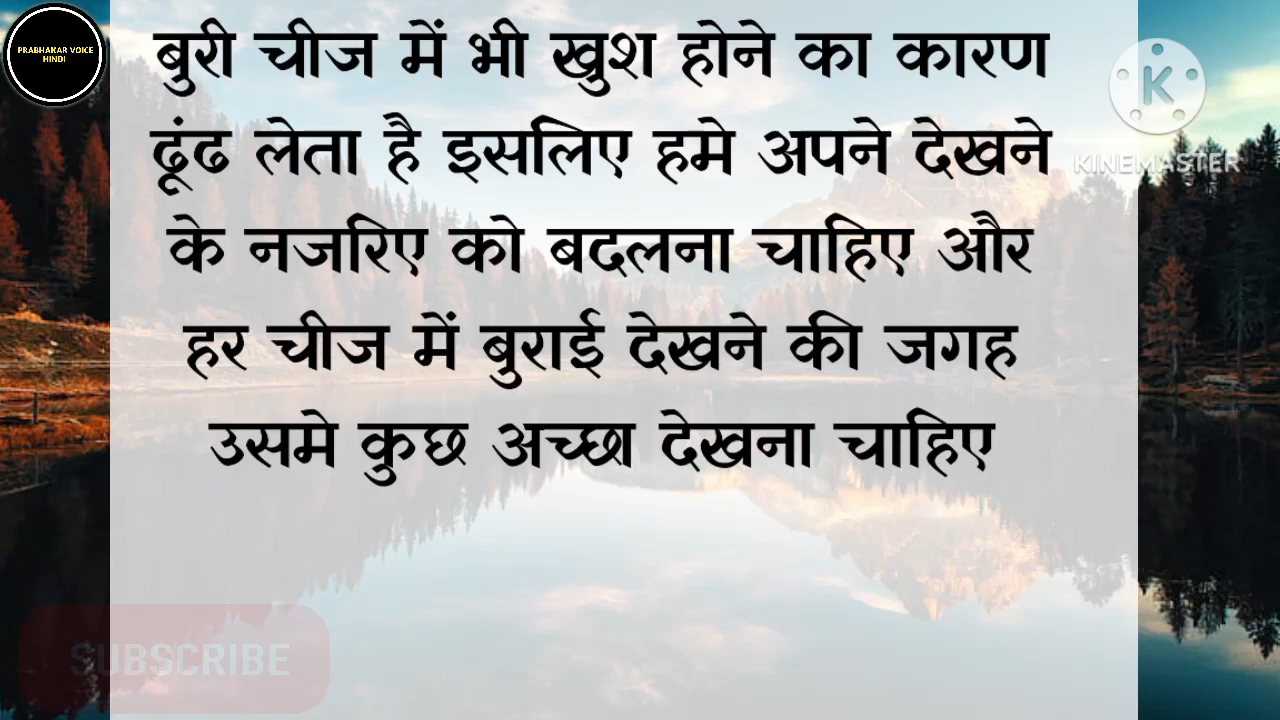 PRABHAKAR VOICE
HINDI
बुरी चीज में भी खुश होने का कारण
ढूंढ लेता है इसलिए हमे अपने देखने
के नजरिए को बदलना चाहिए और
हर चीज में बुराई देखने की जगह
उसमे कुछ अच्छा देखना चाहिए
K
KINEMASTER
SUBSCRIBE